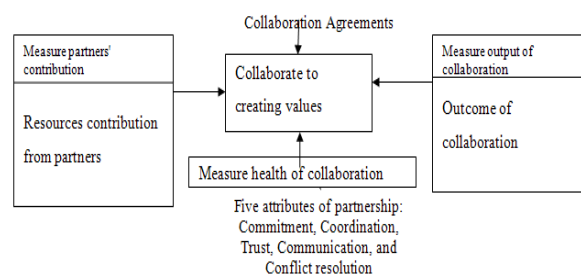 Collaboration Agreements
Measure partners'
contribution
Resources contribution
from partners
Collaborate to
creating values
Measure output of
collaboration
Outcome of
collaboration
Measure health of collaboration
Five attributes of partnership:
Commitment, Coordination,
Trust, Communication, and
Conflict resolution